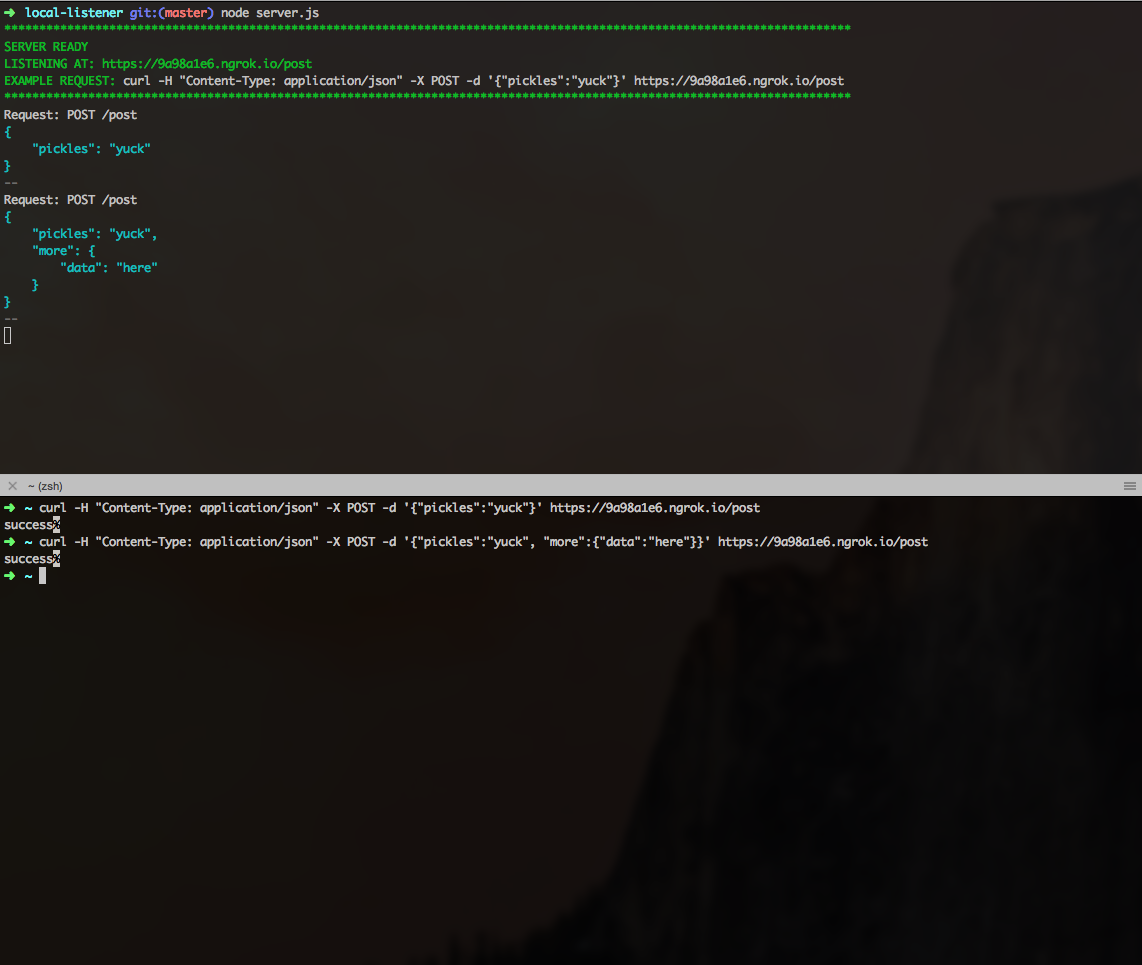 ➜ local-listener git:(master) node server.js
*************************************************************************************************************************
SERVER READY
LISTENING AT: https://9a98a1e6.ngrok.io/post
EXAMPLE REQUEST: curl -H "Content-Type: application/json" -X POST -d '{"pickles":"yuck"}' https://9a98a1e6.ngrok.io/post
*************************************************************************************************************************
Request: POST /post
{
    "pickles": "yuck"
}
--
Request: POST /post
{
    "pickles": "yuck",
    "more": {
        "data": "here"
    }
}
--
~ (zsh)
➜ ~ curl -H "Content-Type: application/json" -X POST -d '{"pickles":"yuck"}' https://9a98a1e6.ngrok.io/post
success%
➜ ~ curl -H "Content-Type: application/json" -X POST -d '{"pickles":"yuck", "more":{"data":"here"}}' https://9a98a1e6.ngrok.io/post
success%
➜ ~